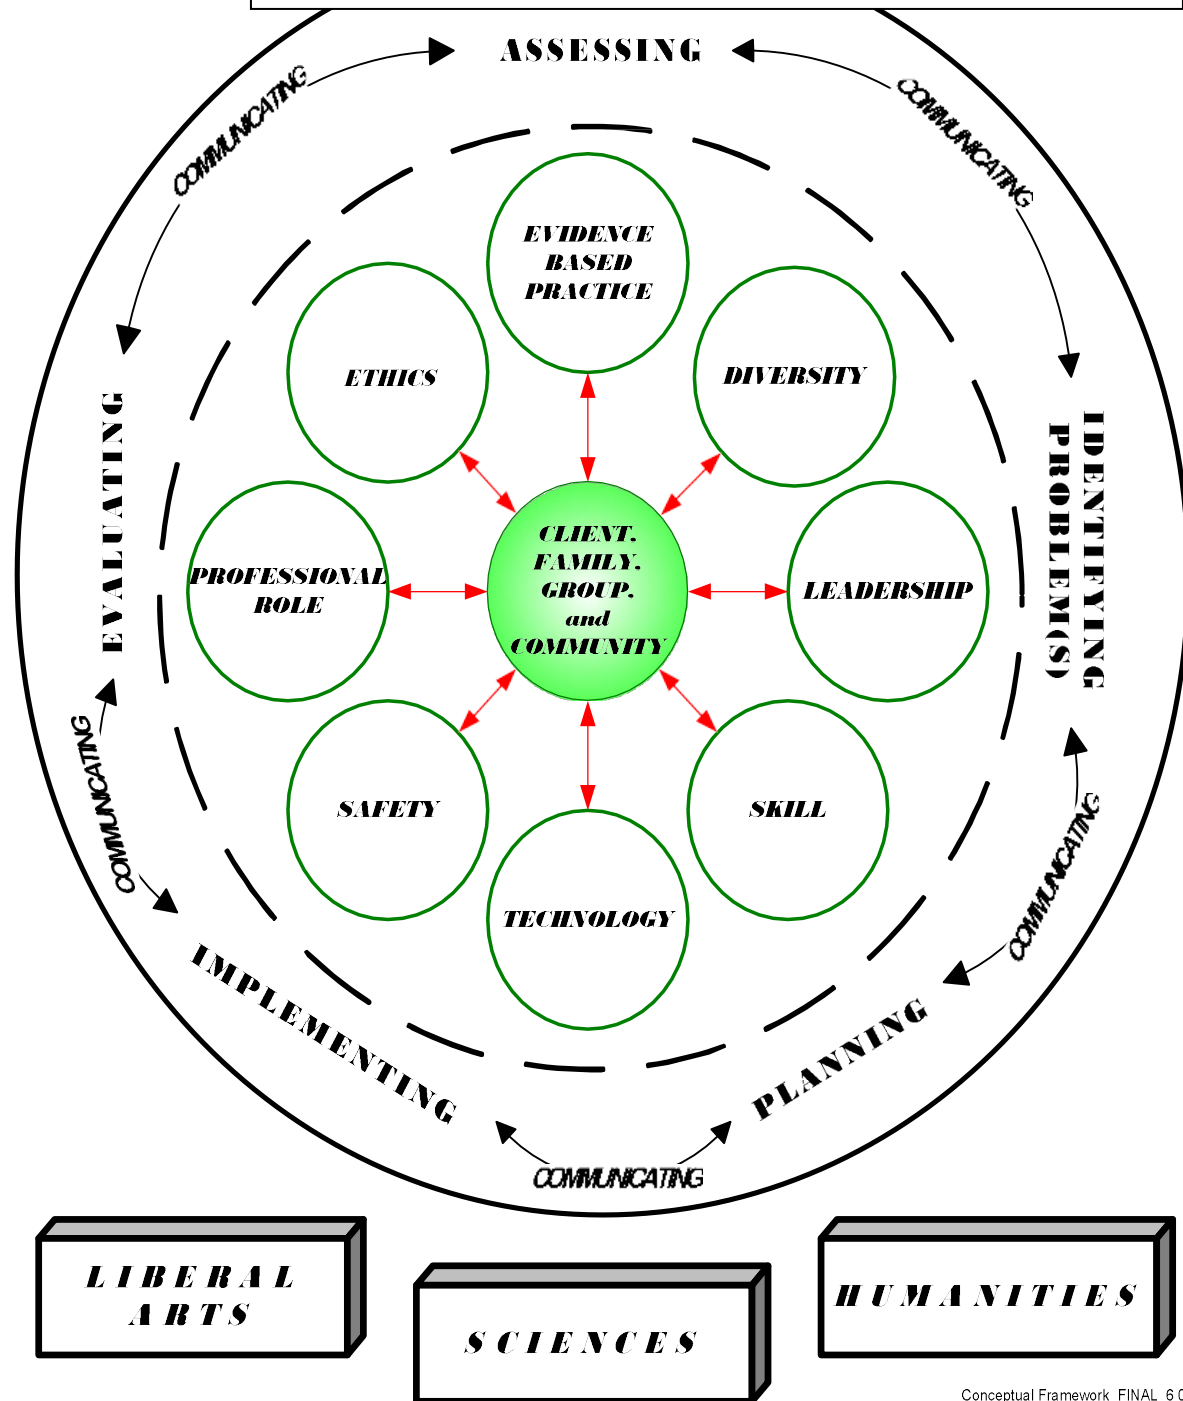 ASSESSING
COMMUNICATING
COMMUNICATING
EVIDENCE
BASED
PRACTICE
ETHICS
DIVERSITY
EVALUATING
IDENTIFYING
PROBLEM(S)
CLIENT,
FAMILY,
GROUP,
and
COMMUNITY
PROFESSIONAL
ROLE
LEADERSHIP
COMMUNICATING
SAFETY
SKILL
COMMUNICATING
TECHNOLOGY
IMPLEMENTING
PLANNING
COMMUNICATING
LIBERAL
ARTS
SCIENCES
HUMANITIES
Conceptual Framework FINAL 6